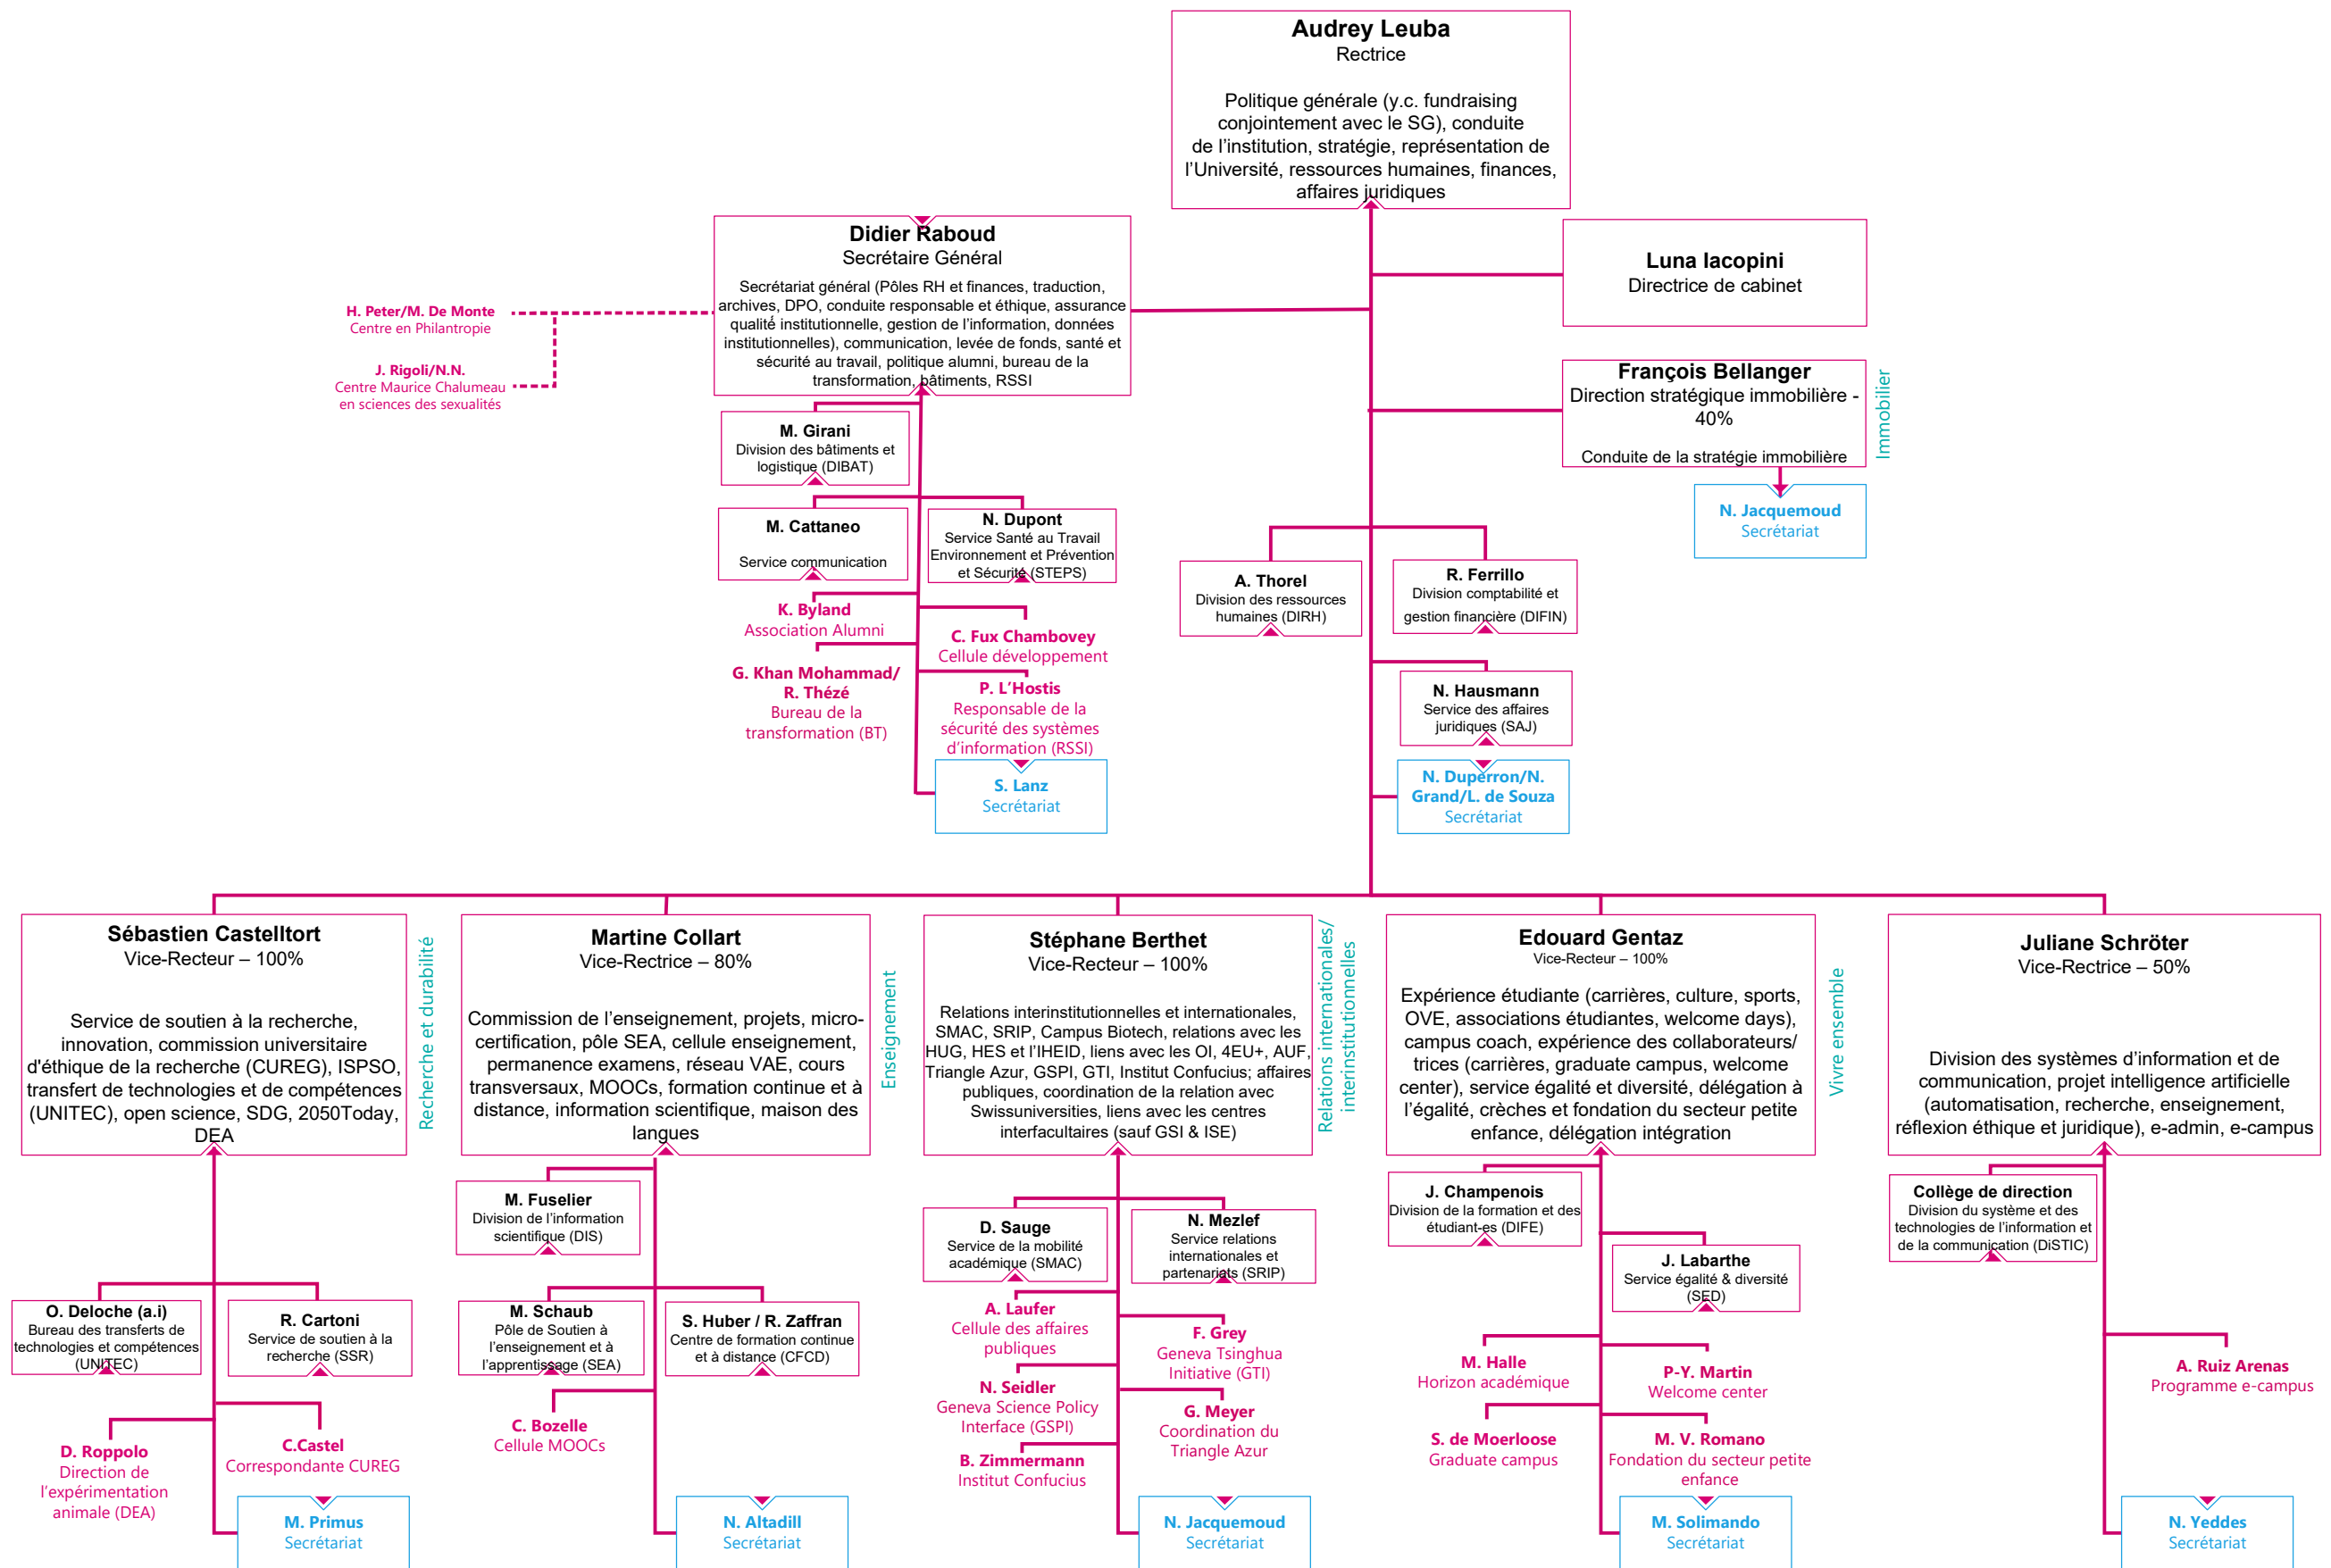 Audrey Leuba
Rectrice
Politique générale (y.c. fundraising
conjointement avec le SG), conduite
de l'institution, stratégie, représentation de
l'Université, ressources humaines, finances,
affaires juridiques
Didier Raboud
Secrétaire Général
Secrétariat général (Pôles RH et finances, traduction,
archives, DPO, conduite responsable et éthique, assurance
qualité institutionnelle, gestion de l'information, données
institutionnelles), communication, levée de fonds, santé et
sécurité au travail, politique alumni, bureau de la
transformation, bâtiments, RSSI
H. Peter/M. De Monte
Centre en Philantropie
J. Rigoli/N.N.
Centre Maurice Chalumeau
en sciences des sexualités
Luna Iacopini
Directrice de cabinet
François Bellanger
Direction stratégique immobilière -
40%
Conduite de la stratégie immobilière
Immobilier
N. Jacquemoud
Secrétariat
M. Girani
Division des bâtiments et
logistique (DIBAT)
M. Cattaneo
Service communication
N. Dupont
Service Santé au Travail
Environnement et Prévention
et Sécurité (STEPS)
K. Byland
Association Alumni
C. Fux Chambovey
Cellule développement
G. Khan Mohammad/
R. Thézé
Bureau de la
transformation (BT)
P. L'Hostis
Responsable de la
sécurité des systèmes
d'information (RSSI)
S. Lanz
Secrétariat
A. Thorel
Division des ressources
humaines (DIRH)
R. Ferrillo
Division comptabilité et
gestion financière (DIFIN)
N. Hausmann
Service des affaires
juridiques (SAJ)
N. Duperron/N.
Grand/L. de Souza
Secrétariat
Sébastien Castelltort
Vice-Recteur – 100%
Service de soutien à la recherche,
innovation, commission universitaire
d'éthique de la recherche (CUREG), ISPSO,
transfert de technologies et de compétences
(UNITEC), open science, SDG, 2050Today,
DEA
Recherche et durabilité
O. Deloche (a.i)
Bureau des transferts de
technologies et compétences
(UNITEC)
R. Cartoni
Service de soutien à la
recherche (SSR)
D. Roppolo
Direction de
l'expérimentation
animale (DEA)
C.Castel
Correspondante CUREG
M. Primus
Secrétariat
Martine Collart
Vice-Rectrice – 80%
Commission de l'enseignement, projets, micro-
certification, pôle SEA, cellule enseignement,
permanence examens, réseau VAE, cours
transversaux, MOOCs, formation continue et à
distance, information scientifique, maison des
langues
Enseignement
M. Fuselier
Division de l'information
scientifique (DIS)
M. Schaub
Pôle de Soutien à
l'enseignement et à
l'apprentissage (SEA)
S. Huber / R. Zaffran
Centre de formation continue
et à distance (CFCD)
C. Bozelle
Cellule MOOCs
N. Altadill
Secrétariat
Stéphane Berthet
Vice-Recteur – 100%
Relations interinstitutionnelles et internationales,
SMAC, SRIP, Campus Biotech, relations avec les
HUG, HES et l'IHEID, liens avec les OI, 4EU+, AUF,
Triangle Azur, GSPI, GTI, Institut Confucius; affaires
publiques, coordination de la relation avec
Swissuniversities, liens avec les centres
interfacultaires (sauf GSI & ISE)
Relations internationales/
interinstitutionnelles
D. Sauge
Service de la mobilité
académique (SMAC)
N. Mezlef
Service relations
internationales et
partenariats (SRIP)
A. Laufer
Cellule des affaires
publiques
F. Grey
Geneva Tsinghua
Initiative (GTI)
N. Seidler
Geneva Science Policy
Interface (GSPI)
G. Meyer
Coordination du
Triangle Azur
B. Zimmermann
Institut Confucius
N. Jacquemoud
Secrétariat
Edouard Gentaz
Vice-Recteur – 100%
Expérience étudiante (carrières, culture, sports,
OVE, associations étudiantes, welcome days),
campus coach, expérience des collaborateurs/
trices (carrières, graduate campus, welcome
center), service égalité et diversité, délégation à
l'égalité, crèches et fondation du secteur petite
enfance, délégation intégration
Vivre ensemble
J. Champenois
Division de la formation et des
étudiant-es (DIFE)
J. Labarthe
Service égalité & diversité
(SED)
M. Halle
Horizon académique
P-Y. Martin
Welcome center
S. de Moerloose
Graduate campus
M. V. Romano
Fondation du secteur petite
enfance
M. Solimando
Secrétariat
Juliane Schröter
Vice-Rectrice – 50%
Division des systèmes d'information et de
communication, projet intelligence artificielle
(automatisation, recherche, enseignement,
réflexion éthique et juridique), e-admin, e-campus
Collège de direction
Division du système et des
technologies de l'information et
de la communication (DiSTIC)
A. Ruiz Arenas
Programme e-campus
N. Yeddes
Secrétariat